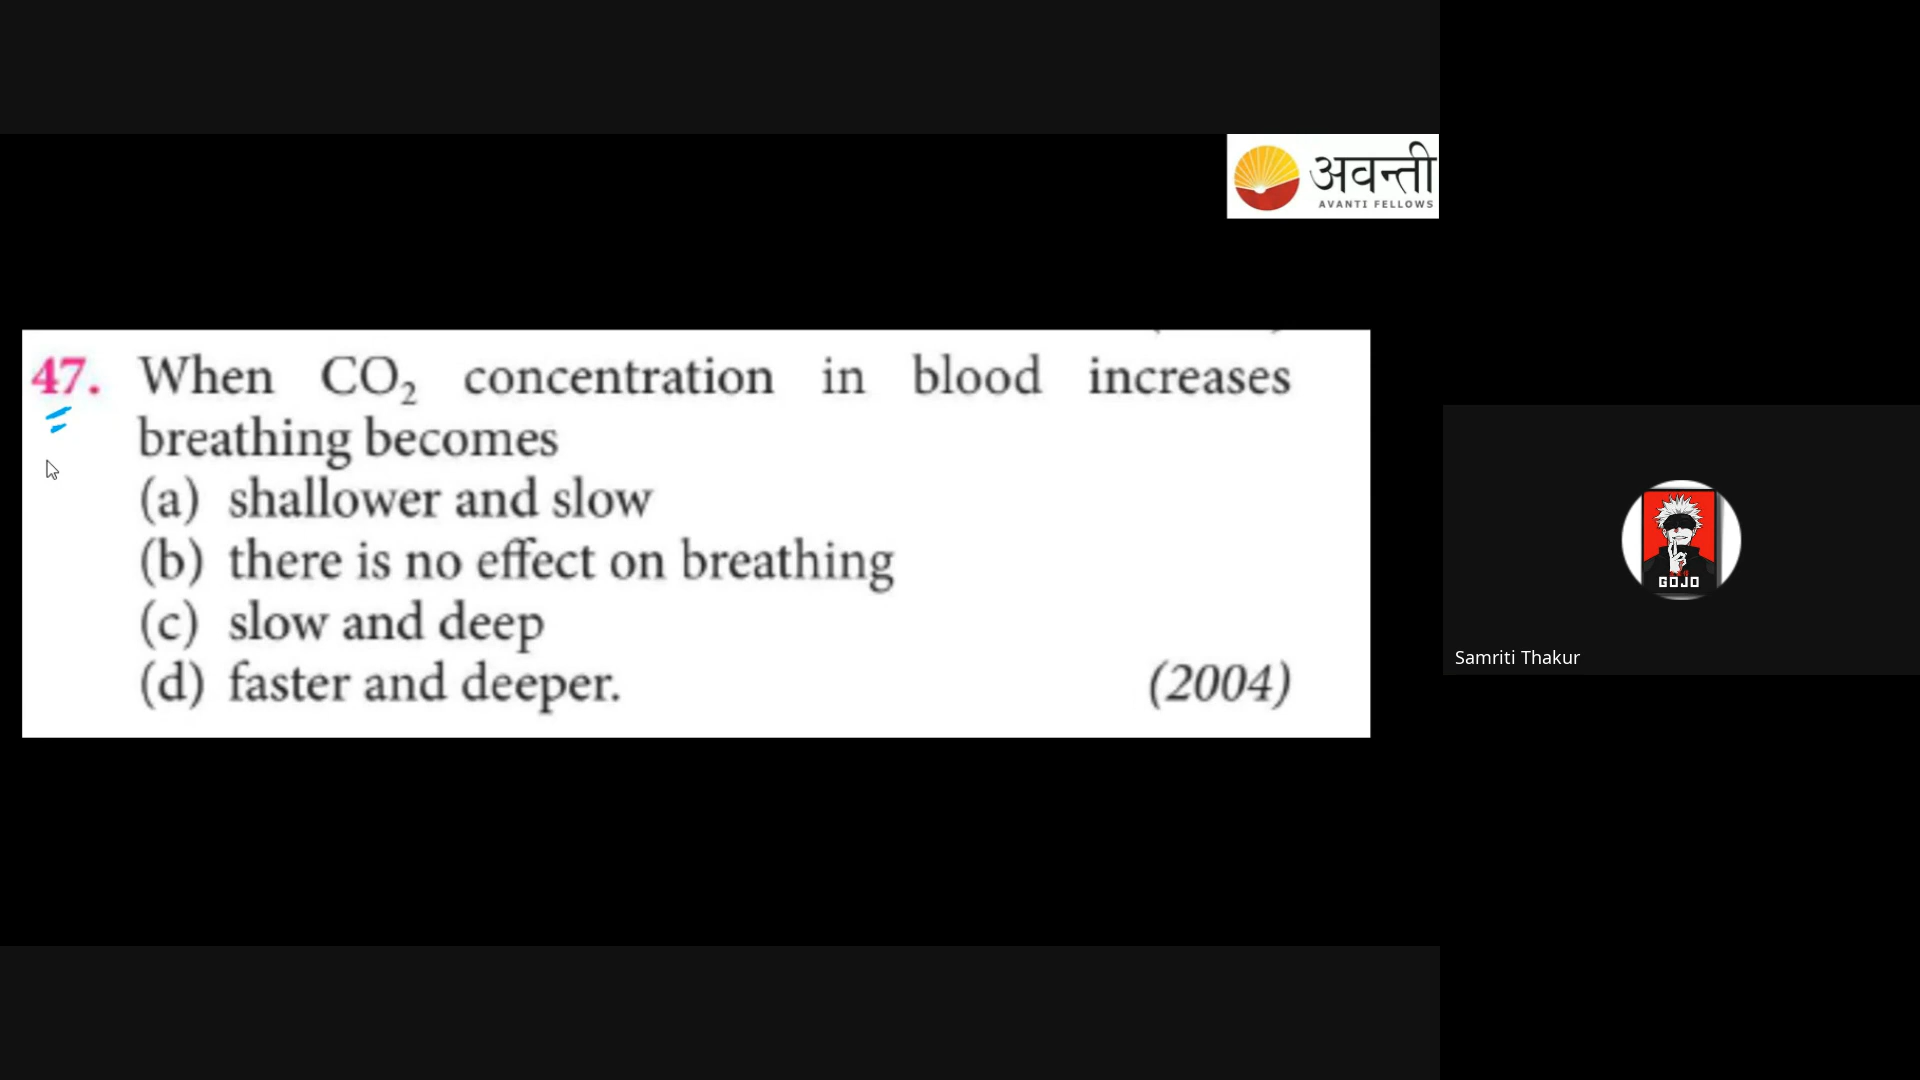 अवन्ती
AVANTI FELLOWS
47. When CO₂ concentration in blood increases
breathing becomes
(a) shallower and slow
(b) there is no effect on breathing
(c) slow and deep
(d) faster and deeper. (2004)
GOJO
Samriti Thakur